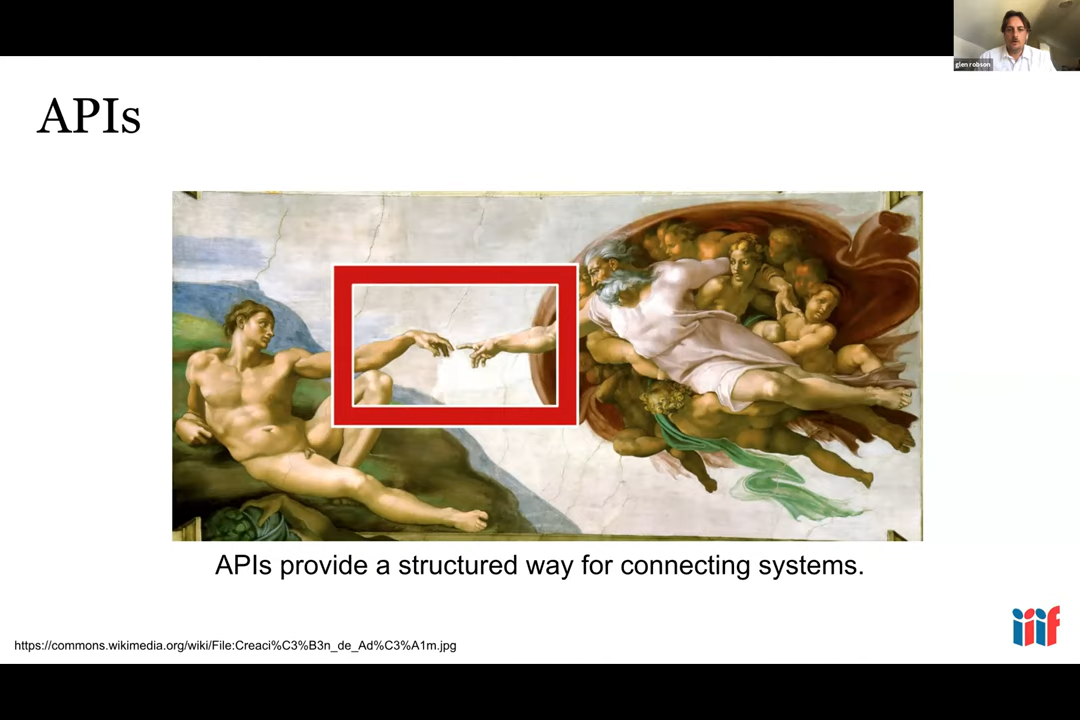 glen robson
APIs
APIs provide a structured way for connecting systems.
iiif
https://commons.wikimedia.org/wiki/File:Creaci%C3%B3n_de_Ad%C3%A1m.jpg